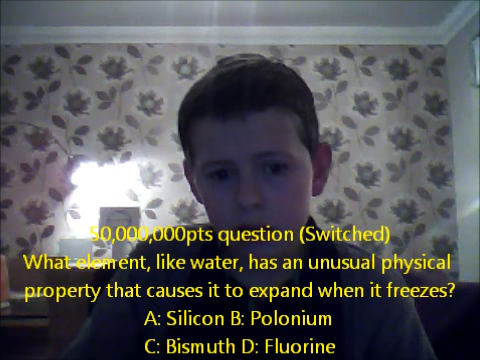 50,000,000pts question (Switched)
What element, like water, has an unusual physical
property that causes it to expand when it freezes?
A: Silicon B: Polonium
C: Bismuth D: Fluorine